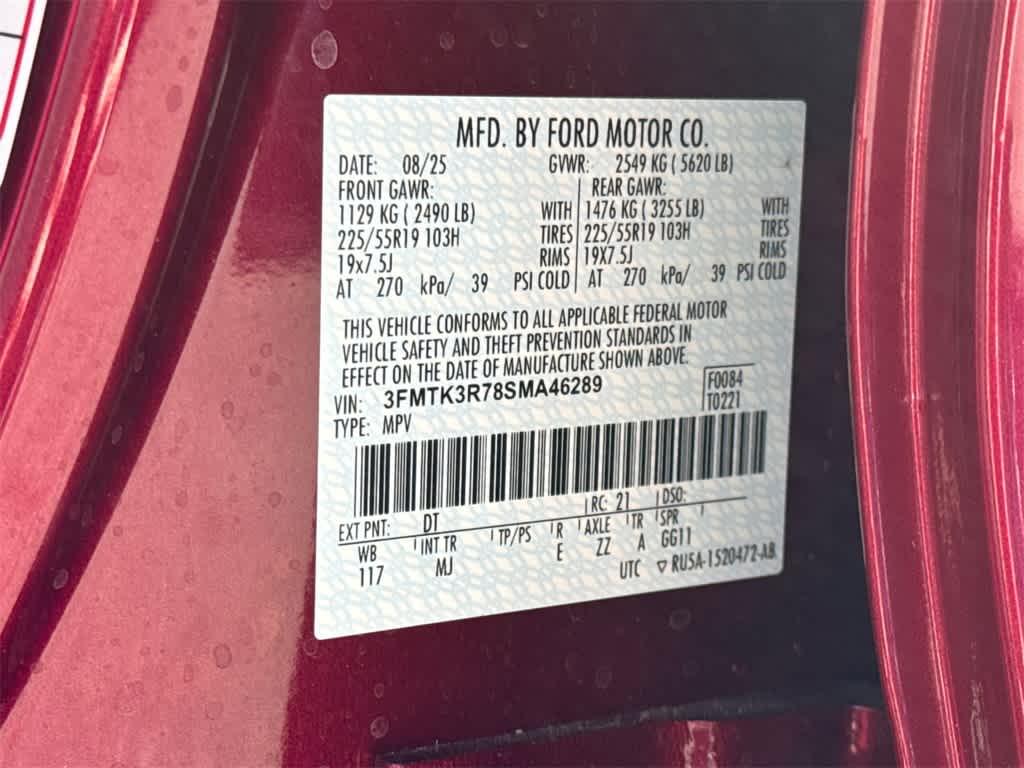 MFD. BY FORD MOTOR CO.
DATE: 08/25 GVWR: 2549 KG ( 5620 LB)
FRONT GAWR: REAR GAWR:
1129 KG ( 2490 LB) WITH 1476 KG ( 3255 LB) WITH
225/55R19 103H TIRES 225/55R19 103H TIRES
19x7.5J RIMS 19X7.5J RIMS
AT 270 kPa/ 39 PSI COLD AT 270 kPa/ 39 PSI COLD
THIS VEHICLE CONFORMS TO ALL APPLICABLE FEDERAL MOTOR
VEHICLE SAFETY AND THEFT PREVENTION STANDARDS IN
EFFECT ON THE DATE OF MANUFACTURE SHOWN ABOVE.
VIN: 3FMTK3R78SMA46289 F0084
TYPE: MPV T0221
EXT PNT: DT RC: 21 DSO:
WB INT TR TP/PS R AXLE TR SPR
117 MJ E ZZ A GG11
UTC ▽ RU5A-1520472-AB